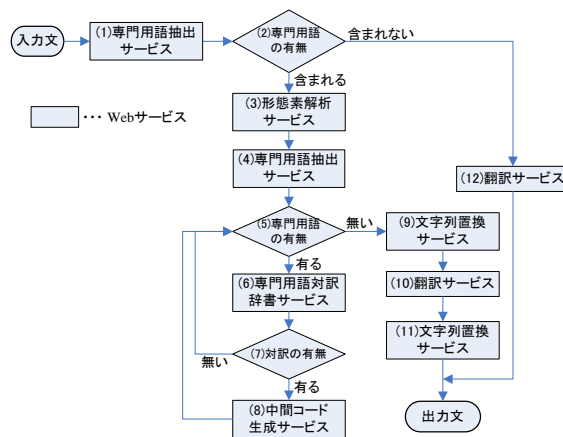 入力文
(1)専門用語抽出
サービス
(2)専門用語
の有無
含まれない
含まれる
(3)形態素解析
サービス
・・・ Webサービス
(4)専門用語抽出
サービス
(12)翻訳サービス
(5)専門用語
の有無
無い
(9)文字列置換
サービス
有る
(6)専門用語対訳
辞書サービス
(10)翻訳サービス
(7)対訳の有無
無い
(11)文字列置換
サービス
有る
(8)中間コード
生成サービス
出力文